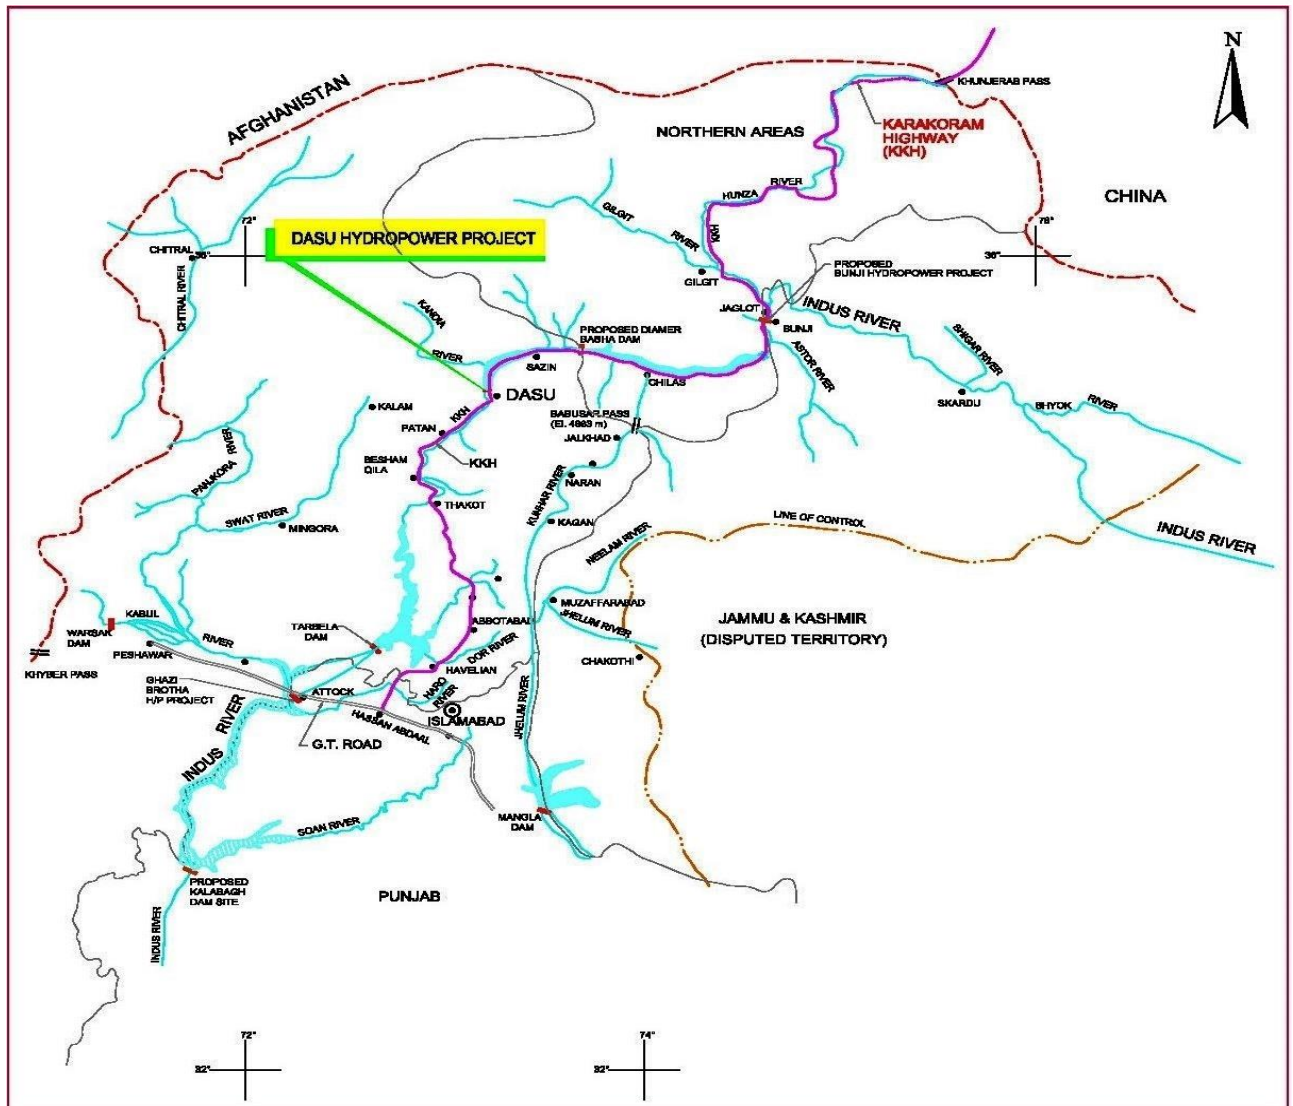 N
AFGHANISTAN
KHUNJERAB PASS
NORTHERN AREAS
KARAKORAM
HIGHWAY
(KKH)
CHINA
HUNZA
RIVER
GILGIT
RIVER
KKH
72°
36°
DASU HYDROPOWER PROJECT
CHITRAL
CHITRAL RIVER
76°
36°
GILGIT
PROPOSED
BUNJI HYDROPOWER PROJECT
JAGLOT
BUNJI
INDUS RIVER
KANDIA
RIVER
PROPOSED DIAMER
BASHA DAM
SAZIN
CHILAS
ASTOR RIVER
SHIGAR RIVER
SKARDU
SHYOK
RIVER
DASU
KALAM
KKH
PATAN
BABUSAR PASS
JALKHAD
BESHAM
QILA
KKH
NARAN
THAKOT
KAGAN
KUNHAR RIVER
PANJKORA
RIVER
SWAT RIVER
MINGORA
NEELAM RIVER
LINE OF CONTROL
INDUS RIVER
MUZAFFARABAD
JHELUM RIVER
JAMMU & KASHMIR
(DISPUTED TERRITORY)
CHAKOTHI
KABUL
RIVER
WARSAK
DAM
PESHAWAR
KHYBER PASS
TARBELA
DAM
ABBOTABAD
DOR RIVER
HAVELIAN
HARO
RIVER
GHAZI
BROTHA
H/P PROJECT
ATTOCK
HASSAN ABDAAL
ISLAMABAD
G.T. ROAD
INDUS RIVER
JHELUM RIVER
SOAN RIVER
MANGLA
DAM
PROPOSED
KALABAGH
DAM SITE
INDUS RIVER
PUNJAB
72°
32°
74°
32°